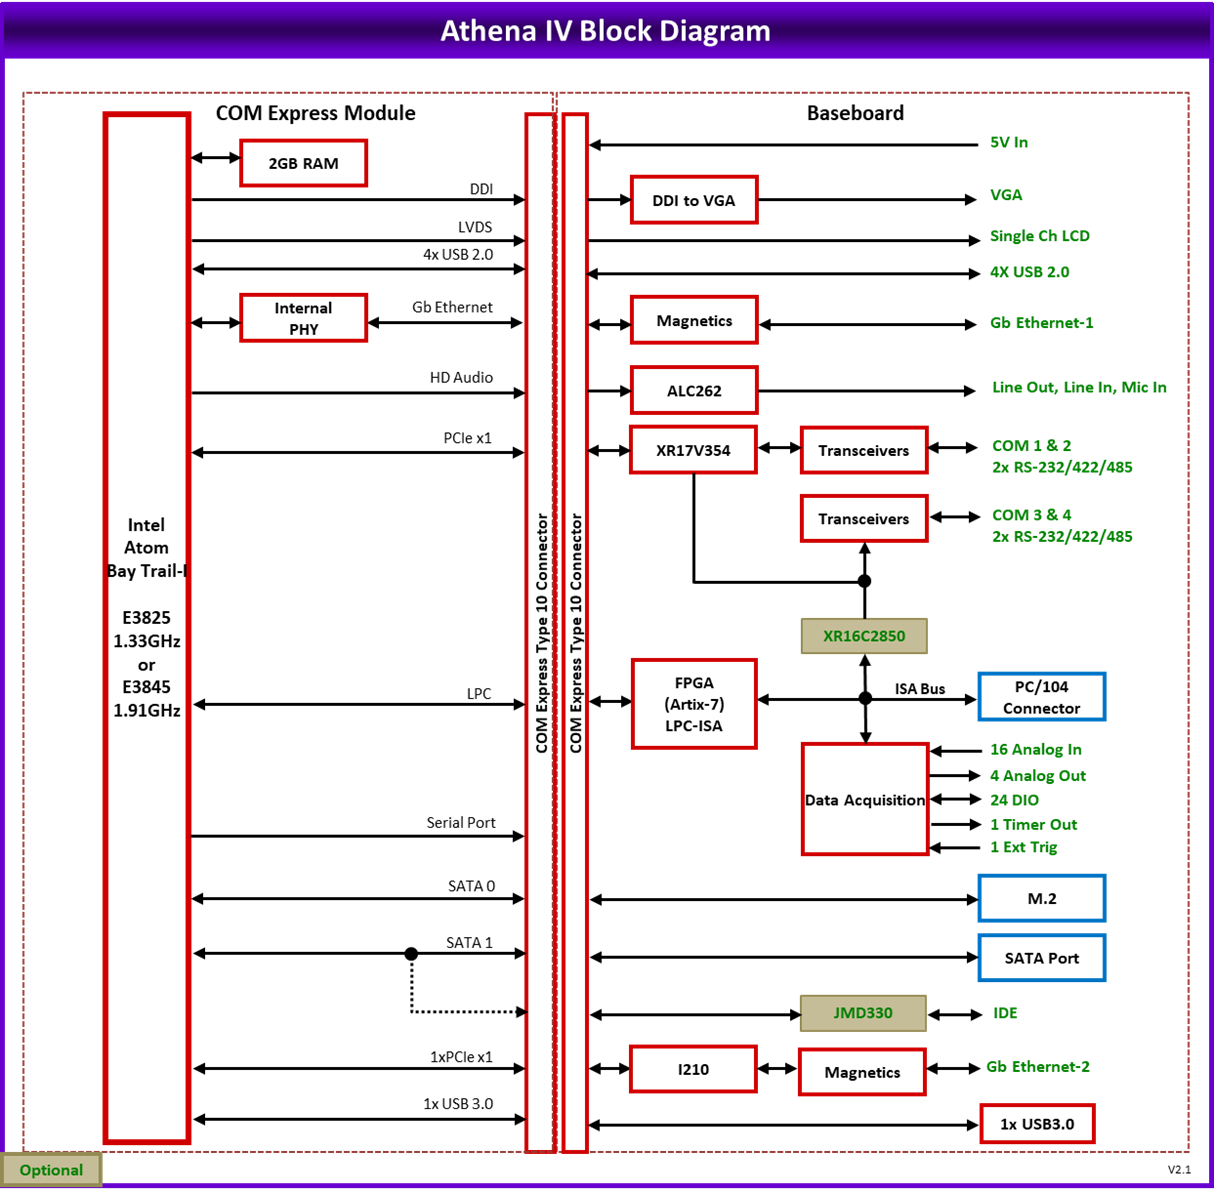 Athena IV Block Diagram
COM Express Module
Baseboard
Intel
Atom
Bay Trail-I
E3825
1.33GHz
or
E3845
1.91GHz
2GB RAM
DDI
LVDS
4x USB 2.0
Internal
PHY
Gb Ethernet
HD Audio
PCIe x1
LPC
Serial Port
SATA 0
SATA 1
1xPCIe x1
1x USB 3.0
COM Express Type 10 Connector
COM Express Type 10 Connector
5V In
DDI to VGA
VGA
Single Ch LCD
4X USB 2.0
Magnetics
Gb Ethernet-1
ALC262
Line Out, Line In, Mic In
XR17V354
Transceivers
COM 1 & 2
2x RS-232/422/485
Transceivers
COM 3 & 4
2x RS-232/422/485
XR16C2850
FPGA
(Artix-7)
LPC-ISA
ISA Bus
PC/104
Connector
Data Acquisition
16 Analog In
4 Analog Out
24 DIO
1 Timer Out
1 Ext Trig
M.2
SATA Port
JMD330
IDE
I210
Magnetics
Gb Ethernet-2
1x USB3.0
Optional
V2.1